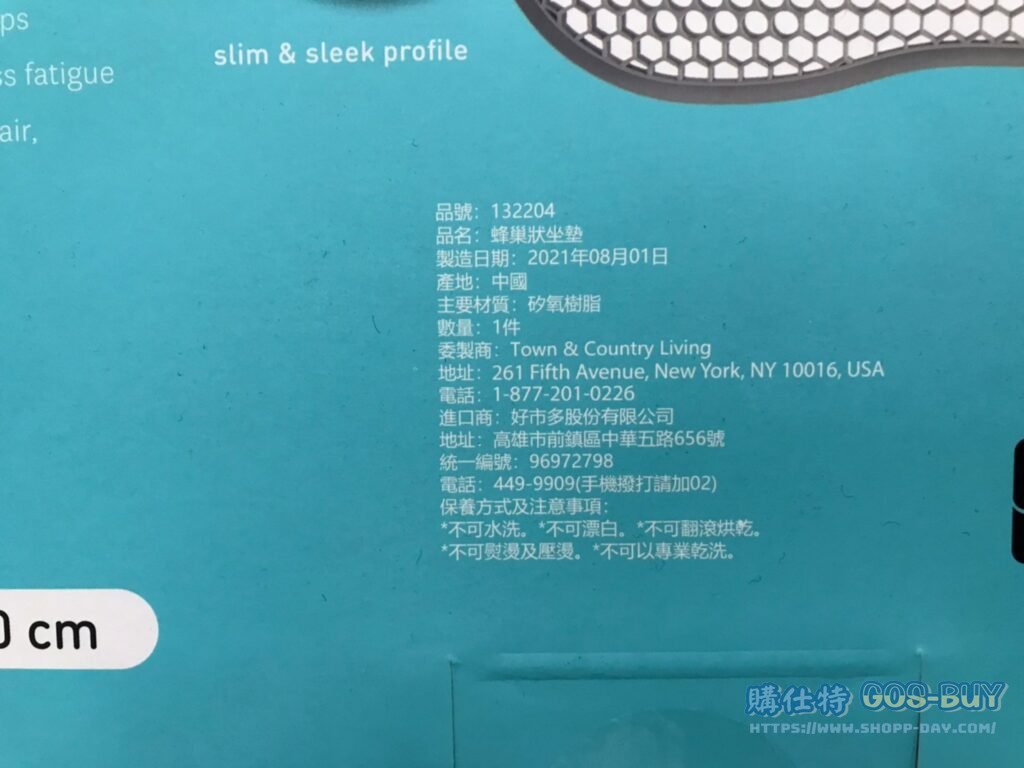 ps
slim & sleek profile
ss fatigue
air,
品號：132204
品名：蜂巢狀坐墊
製造日期：2021年08月01日
產地：中國
主要材質：矽氧樹脂
數量：1件
委製商：Town & Country Living
地址：261 Fifth Avenue, New York, NY 10016, USA
電話：1-877-201-0226
進口商：好市多股份有限公司
地址：高雄市前鎮區中華五路656號
統一編號：96972798
電話：449-9909(手機撥打請加02)
保養方式及注意事項：
*不可水洗。*不可漂白。*不可翻滾烘乾。
*不可熨燙及壓燙。*不可以專業乾洗。
0 cm
購仕特 GOS-BUY
HTTPS://WWW.SHOPP-DAY.COM/